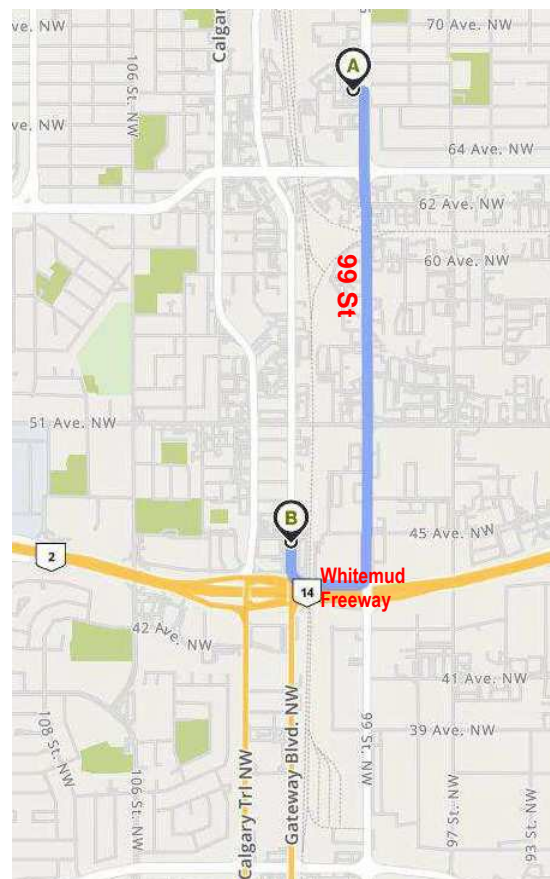 70 Ave. NW
ve. NW
Calgar
106 St. NW
A
ve. NW
64 Ave. NW
62 Ave. NW
60 Ave. NW
99 St
51 Ave. NW
B
45 Ave. NW
2
Whitemud
Freeway
14
42 Ave. NW
41 Ave. NW
39 Ave. NW
108 St. NW
106 St. NW
Calgary Trl NW
Gateway Blvd. NW
99 St. NW
97 St. NW
93 St. NW